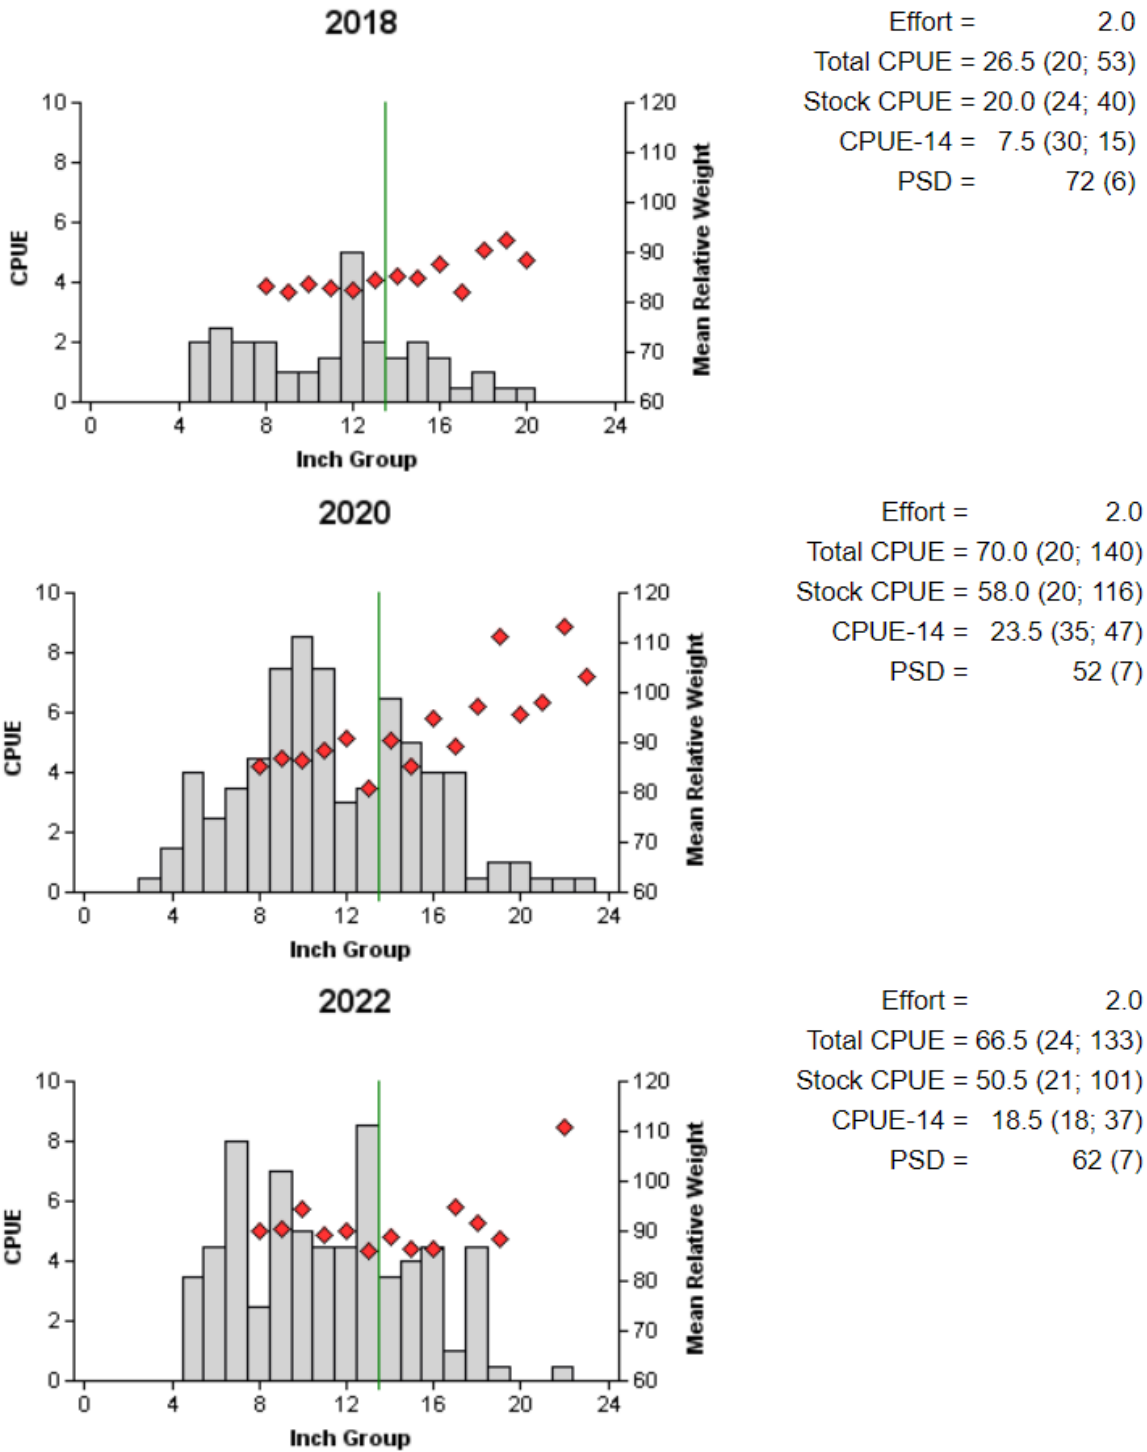 2018
Effort = 2.0
Total CPUE = 26.5 (20; 53)
Stock CPUE = 20.0 (24; 40)
CPUE-14 = 7.5 (30; 15)
PSD = 72 (6)
10
8
6
4
2
0
CPUE
120
110
100
90
80
70
60
Mean Relative Weight
0 4 8 12 16 20 24
Inch Group
2020
Effort = 2.0
Total CPUE = 70.0 (20; 140)
Stock CPUE = 58.0 (20; 116)
CPUE-14 = 23.5 (35; 47)
PSD = 52 (7)
10
8
6
4
2
0
CPUE
120
110
100
90
80
70
60
Mean Relative Weight
0 4 8 12 16 20 24
Inch Group
2022
Effort = 2.0
Total CPUE = 66.5 (24; 133)
Stock CPUE = 50.5 (21; 101)
CPUE-14 = 18.5 (18; 37)
PSD = 62 (7)
10
8
6
4
2
0
CPUE
120
110
100
90
80
70
60
Mean Relative Weight
0 4 8 12 16 20 24
Inch Group